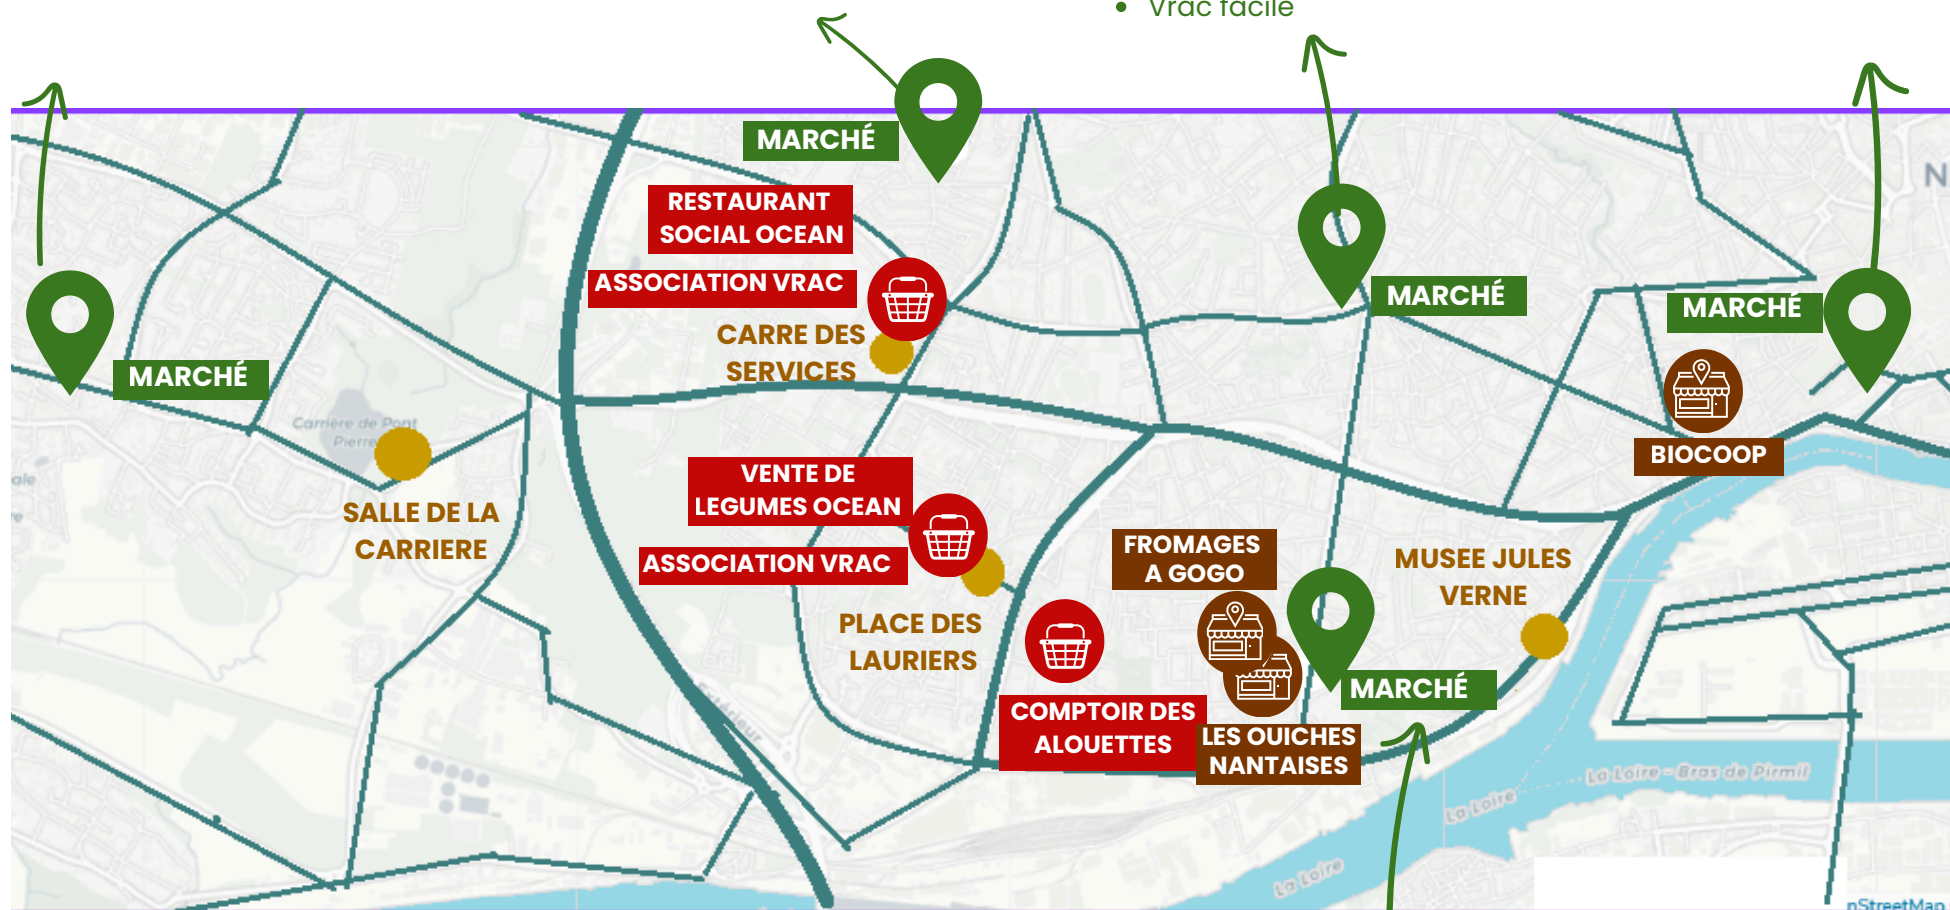 Vrac facile
MARCHÉ
RESTAURANT
SOCIAL OCEAN
ASSOCIATION VRAC
CARRE DES
SERVICES
MARCHÉ
MARCHÉ
MARCHÉ
BIOCOOP
Carrière de Pont
Pierre
SALLE DE LA
CARRIERE
VENTE DE
LEGUMES OCEAN
ASSOCIATION VRAC
PLACE DES
LAURIERS
FROMAGES
A GOGO
MUSEE JULES
VERNE
MARCHÉ
COMPTOIR DES
ALOUETTES
LES OUICHES
NANTAISES
La Loire - Bras de Pirmil
La Loire
La Loire
nStreetMap